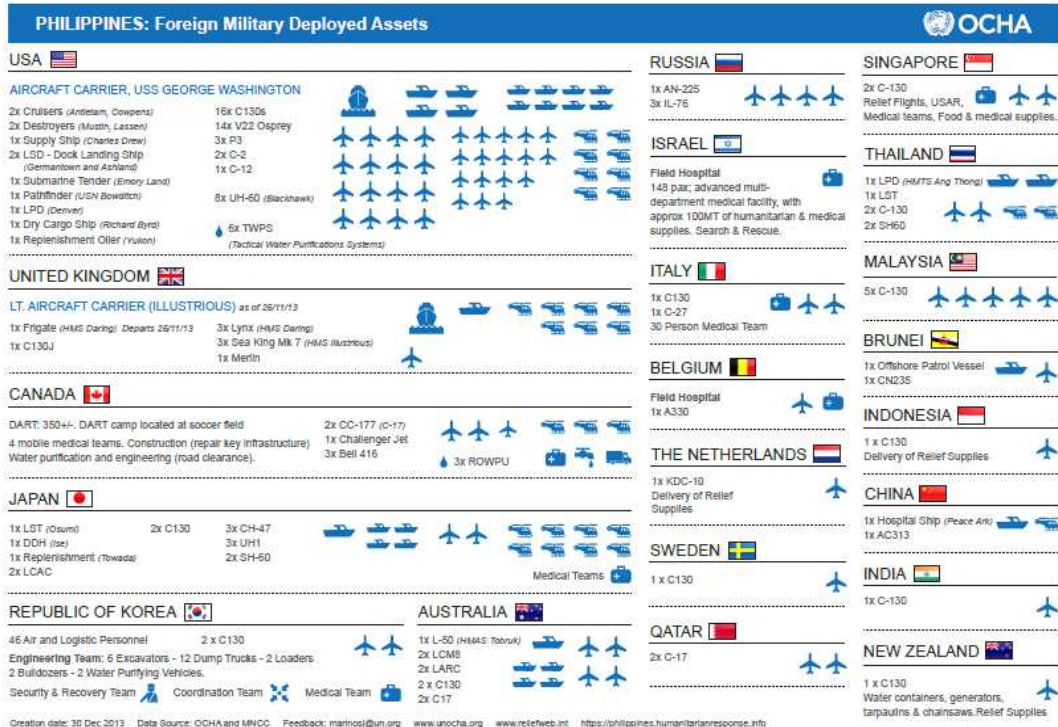 PHILIPPINES: Foreign Military Deployed Assets
OCHA
USA
AIRCRAFT CARRIER, USS GEORGE WASHINGTON
2x Cruisers (Antietam, Cowpens)
2x Destroyers (Mustin, Lassen)
1x Supply Ship (Charles Drew)
2x LSD - Dock Landing Ship
(Germantown and Ashland)
1x Submarine Tender (Emory Land)
1x Pathfinder (USN Bowditch)
1x LPD (Denver)
1x Dry Cargo Ship (Richard Byrd)
1x Replenishment Oiler (Yukon)
16x C130s
14x V22 Osprey
3x P3
2x C-2
1x C-12
8x UH-60 (Blackhawk)
6x TWPS
(Tactical Water Purifications Systems)
UNITED KINGDOM
LT. AIRCRAFT CARRIER (ILLUSTRIOUS) as of 26/11/13
1x Frigate (HMS Daring) Departs 26/11/13
1x C130J
3x Lynx (HMS Daring)
3x Sea King Mk 7 (HMS Illustrious)
1x Merlin
CANADA
DART: 350+/-. DART camp located at soccer field
4 mobile medical teams. Construction (repair key infrastructure)
Water purification and engineering (road clearance).
2x CC-177 (C-17)
1x Challenger Jet
3x Bell 416
3x ROWPU
JAPAN
1x LST (Osumi)
1x DDH (Ise)
1x Replenishment (Towada)
2x LCAC
2x C130
3x CH-47
3x UH1
2x SH-60
Medical Teams
REPUBLIC OF KOREA
46 Air and Logistic Personnel
2 x C130
Engineering Team: 6 Excavators - 12 Dump Trucks - 2 Loaders
2 Bulldozers - 2 Water Purifying Vehicles.
Security & Recovery Team
Coordination Team
Medical Team
AUSTRALIA
1x L-50 (HMAS Tobruk)
2x LCM8
2x LARC
2 x C130
2x C17
RUSSIA
1x AN-225
3x IL-76
ISRAEL
Field Hospital
148 pax; advanced multi-
department medical facility, with
approx 100MT of humanitarian & medical
supplies. Search & Rescue.
ITALY
1x C130
1x C-27
30 Person Medical Team
BELGIUM
Field Hospital
1x A330
THE NETHERLANDS
1x KDC-10
Delivery of Relief
Supplies
SWEDEN
1 x C130
QATAR
2x C-17
SINGAPORE
2x C-130
Relief Flights, USAR,
Medical teams, Food & medical supplies.
THAILAND
1x LPD (HMTS Ang Thong)
1x LST
2x C-130
2x SH60
MALAYSIA
5x C-130
BRUNEI
1x Offshore Patrol Vessel
1x CN235
INDONESIA
1 x C130
Delivery of Relief Supplies
CHINA
1x Hospital Ship (Peace Ark)
1x AC313
INDIA
1x C-130
NEW ZEALAND
1 x C130
Water containers, generators,
tarpaulins & chainsaws.Relief Supplies
Creation date: 30 Dec 2013 Data Source: OCHA and MNCC Feedback: marinosi@un.org www.unocha.org www.reliefweb.int https://philippines.humanitarianresponse.info